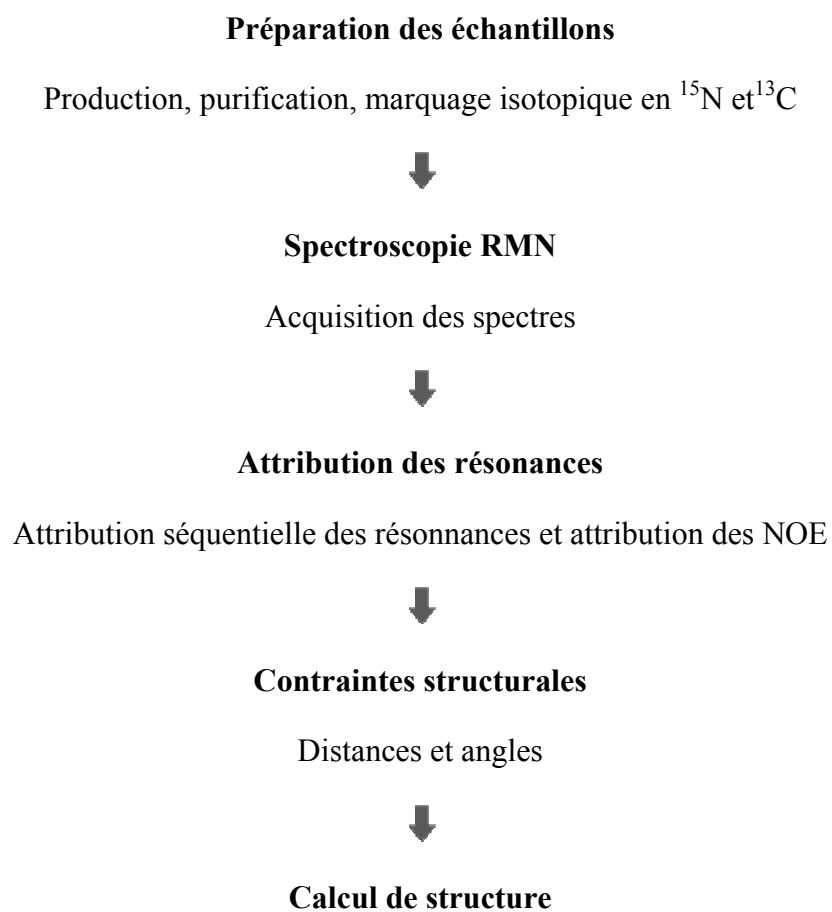 Préparation des échantillons
Production, purification, marquage isotopique en ¹⁵N et¹³C
Spectroscopie RMN
Acquisition des spectres
Attribution des résonances
Attribution séquentielle des résonnances et attribution des NOE
Contraintes structurales
Distances et angles
Calcul de structure